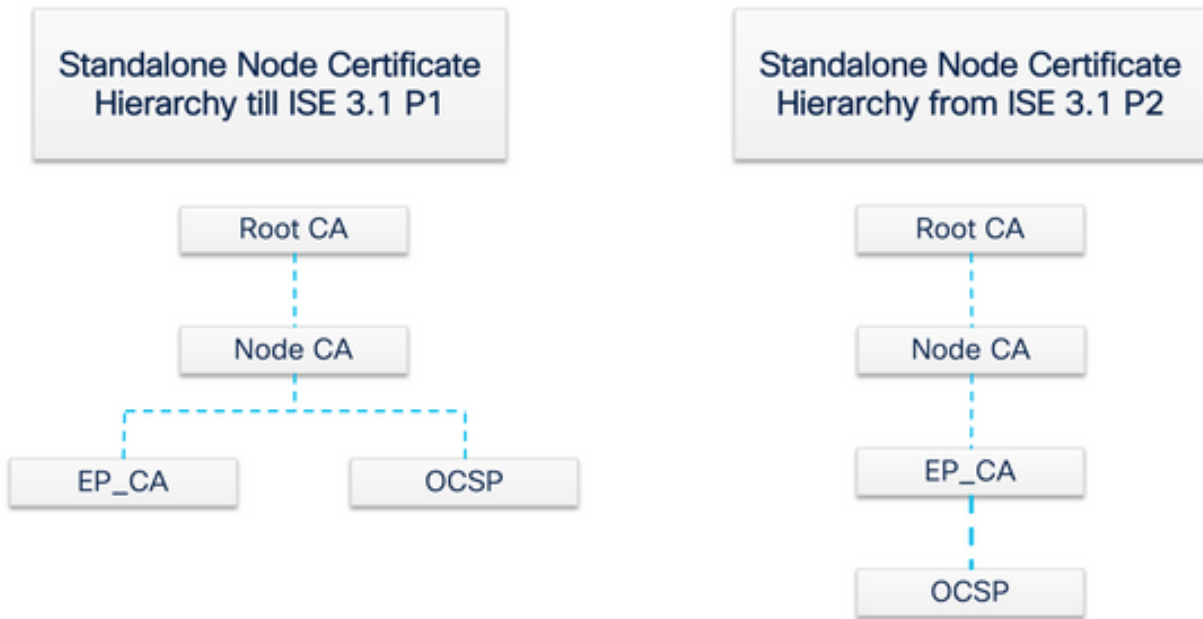 Standalone Node Certificate
Hierarchy till ISE 3.1 P1
Root CA
Node CA
EP_CA
OCSP
Standalone Node Certificate
Hierarchy from ISE 3.1 P2
Root CA
Node CA
EP_CA
OCSP